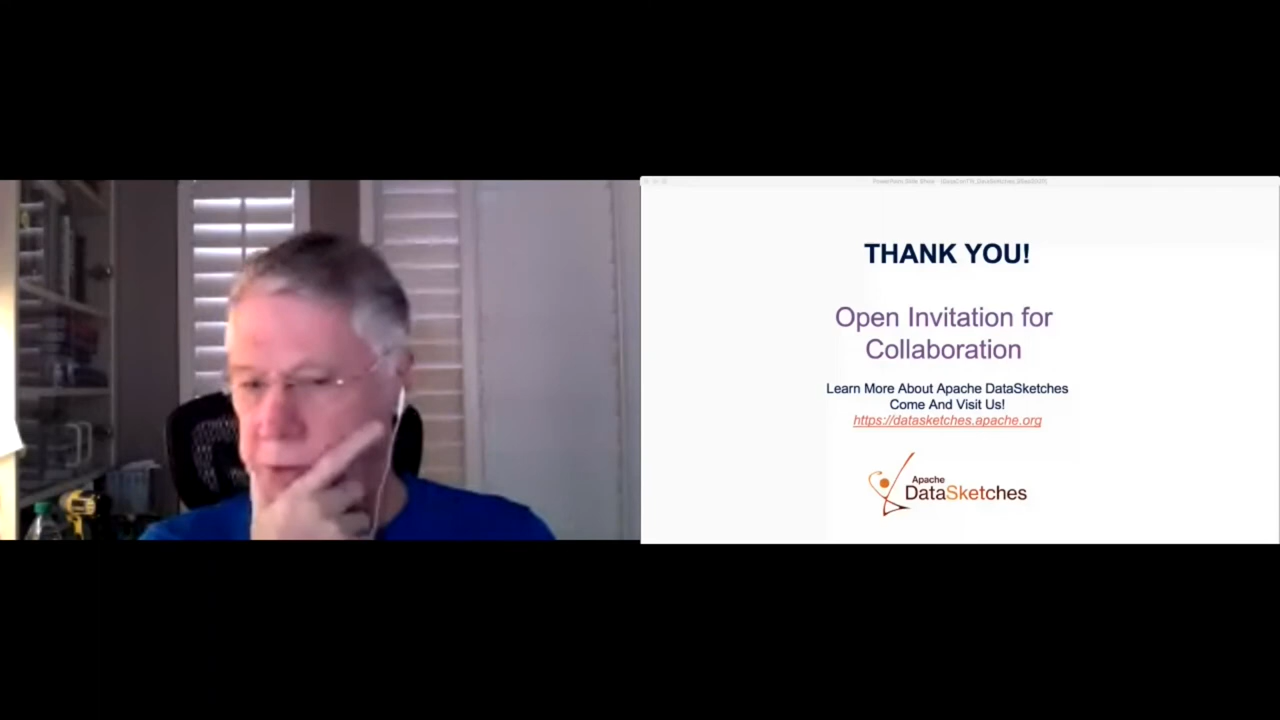 THANK YOU!
Open Invitation for
Collaboration
Learn More About Apache DataSketches
Come And Visit Us!
https://datasketches.apache.org
Apache
DataSketches